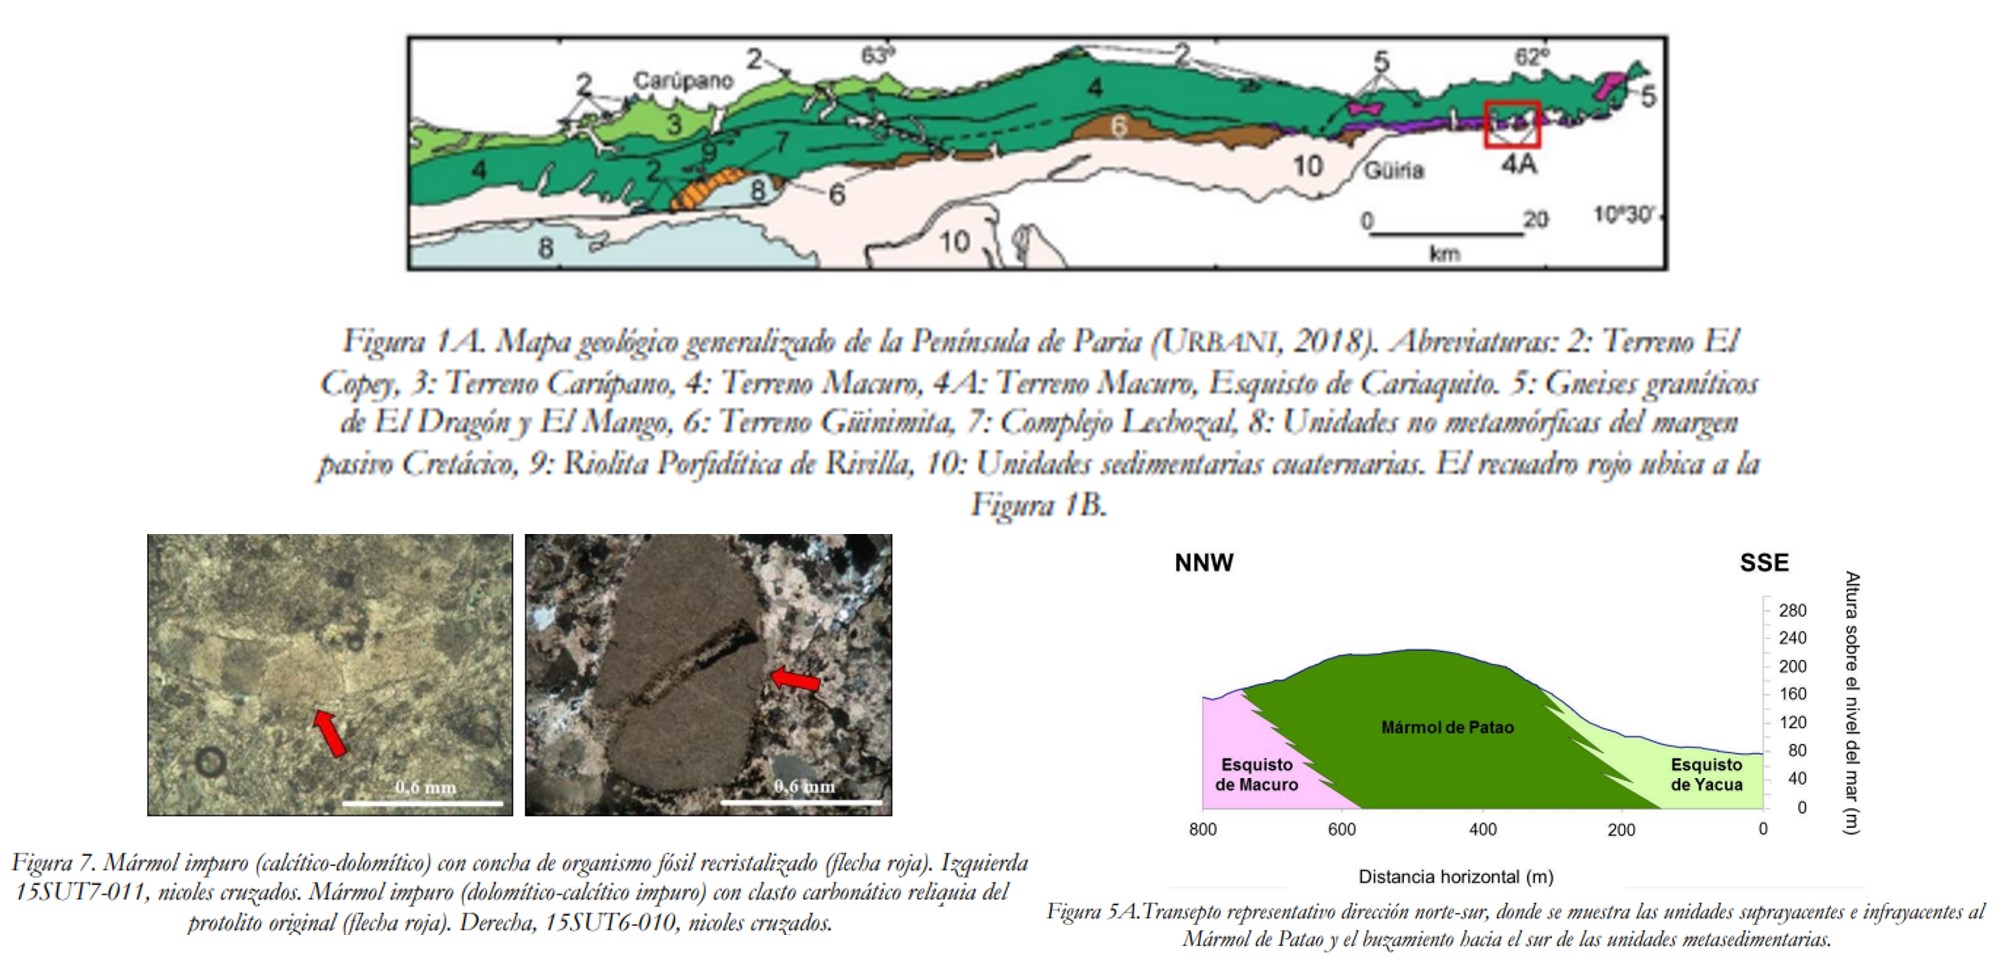 2
63º
2
5
62º
2
Carúpano
4
5
3
6
7
9
4
2
8
6
10
Güiria
4A
0
20
10º30'
8
10
km
Figura 1A. Mapa geológico generalizado de la Península de Paria (URBANI, 2018). Abreviaturas: 2: Terreno El
Copey, 3: Terreno Carúpano, 4: Terreno Macuro, 4A: Terreno Macuro, Esquisto de Cariaquito. 5: Gneises graníticos
de El Dragón y El Mango, 6: Terreno Güinimita, 7: Complejo Lechozal, 8: Unidades no metamórficas del margen
pasivo Cretácico, 9: Riolita Porfidítica de Rivilla, 10: Unidades sedimentarias cuaternarias. El recuadro rojo ubica a la
Figura 1B.
0,6 mm
0,6 mm
Figura 7. Mármol impuro (calcítico-dolomítico) con concha de organismo fósil recristalizado (flecha roja). Izquierda
15SUT7-011, nicoles cruzados. Mármol impuro (dolomítico-calcítico impuro) con clasto carbonático reliquia del
protolito original (flecha roja). Derecha, 15SUT6-010, nicoles cruzados.
NNW
SSE
Altura sobre el nivel del mar (m)
280
240
200
160
120
80
40
0
Mármol de Patao
Esquisto
de Macuro
Esquisto
de Yacua
800
600
400
200
0
Distancia horizontal (m)
Figura 5A.Transepto representativo dirección norte-sur, donde se muestra las unidades suprayacentes e infrayacentes al
Mármol de Patao y el buzamiento hacia el sur de las unidades metasedimentarias.